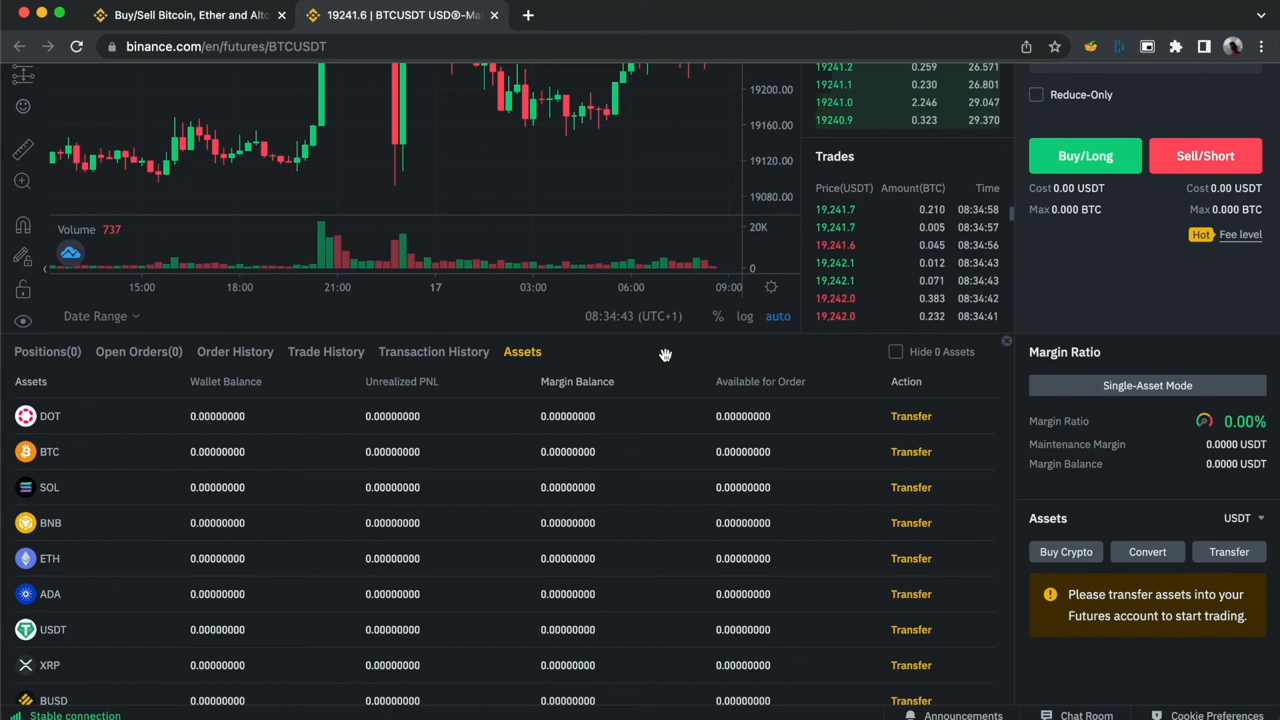 Buy/Sell Bitcoin, Ether and Altc
19241.6 | BTCUSDT USDⓈ-Ma
binance.com/en/futures/BTCUSDT
19200.00
19160.00
19120.00
19080.00
Volume 737
20K
0
15:00 18:00 21:00 17 03:00 06:00 09:00
Date Range 08:34:43 (UTC+1) % log auto
19241.2 0.259 26.571
19241.1 0.230 26.801
19241.0 2.246 29.047
19240.9 0.323 29.370
Trades
Price(USDT) Amount(BTC) Time
19,241.7 0.210 08:34:58
19,241.7 0.005 08:34:57
19,241.6 0.045 08:34:56
19,242.1 0.012 08:34:43
19,242.1 0.071 08:34:43
19,242.0 0.383 08:34:42
19,242.0 0.232 08:34:41
Reduce-Only
Buy/Long Sell/Short
Cost 0.00 USDT Cost 0.00 USDT
Max 0.000 BTC Max 0.000 BTC
Hot Fee level
Positions(0) Open Orders(0) Order History Trade History Transaction History Assets Hide 0 Assets
Assets Wallet Balance Unrealized PNL Margin Balance Available for Order Action
DOT 0.00000000 0.00000000 0.00000000 0.00000000 Transfer
BTC 0.00000000 0.00000000 0.00000000 0.00000000 Transfer
SOL 0.00000000 0.00000000 0.00000000 0.00000000 Transfer
BNB 0.00000000 0.00000000 0.00000000 0.00000000 Transfer
ETH 0.00000000 0.00000000 0.00000000 0.00000000 Transfer
ADA 0.00000000 0.00000000 0.00000000 0.00000000 Transfer
USDT 0.00000000 0.00000000 0.00000000 0.00000000 Transfer
XRP 0.00000000 0.00000000 0.00000000 0.00000000 Transfer
BUSD 0.00000000 0.00000000 0.00000000 0.00000000 Transfer
Margin Ratio
Single-Asset Mode
Margin Ratio 0.00%
Maintenance Margin 0.0000 USDT
Margin Balance 0.0000 USDT
Assets USDT
Buy Crypto Convert Transfer
Please transfer assets into your
Futures account to start trading.
Stable connection Announcements Chat Room Cookie Preferences